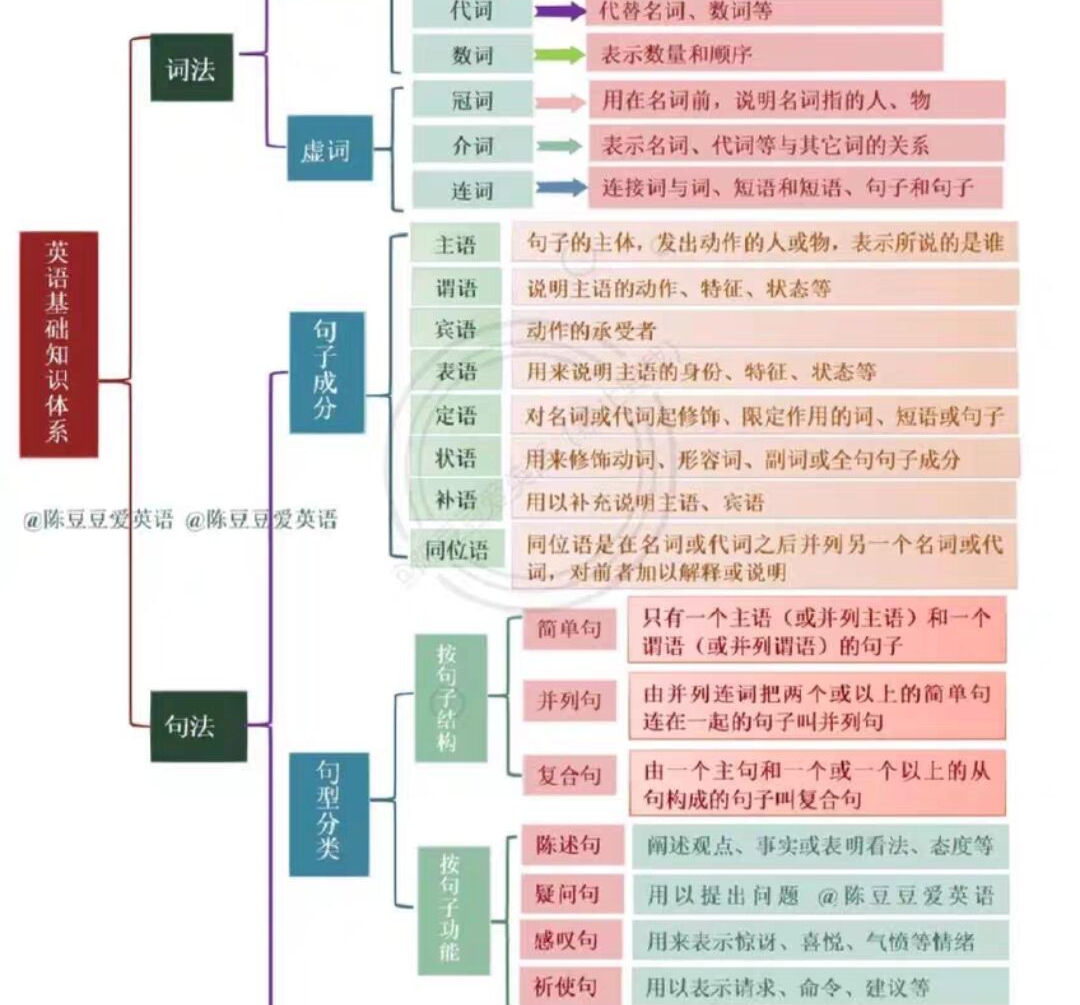 代词
代替名词、数词等
数词
表示数量和顺序
词法
冠词
用在名词前，说明名词指的人、物
虚词
介词
表示名词、代词等与其它词的关系
连词
连接词与词、短语和短语、句子和句子
英语基础知识体系
句子成分
主语
句子的主体，发出动作的人或物，表示所说的是谁
谓语
说明主语的动作、特征、状态等
宾语
动作的承受者
表语
用来说明主语的身份、特征、状态等
定语
对名词或代词起修饰、限定作用的词、短语或句子
状语
用来修饰动词、形容词、副词或全句句子成分
补语
用以补充说明主语、宾语
同位语
同位语是在名词或代词之后并列另一个名词或代
词，对前者加以解释或说明
@陈豆豆爱英语 @陈豆豆爱英语
句法
句型分类
按句子结构
简单句
只有一个主语（或并列主语）和一个
谓语（或并列谓语）的句子
并列句
由并列连词把两个或以上的简单句
连在一起的句子叫并列句
复合句
由一个主句和一个或一个以上的从
句构成的句子叫复合句
按句子功能
陈述句
阐述观点、事实或表明看法、态度等
疑问句
用以提出问题 @陈豆豆爱英语
感叹句
用来表示惊讶、喜悦、气愤等情绪
祈使句
用以表示请求、命令、建议等